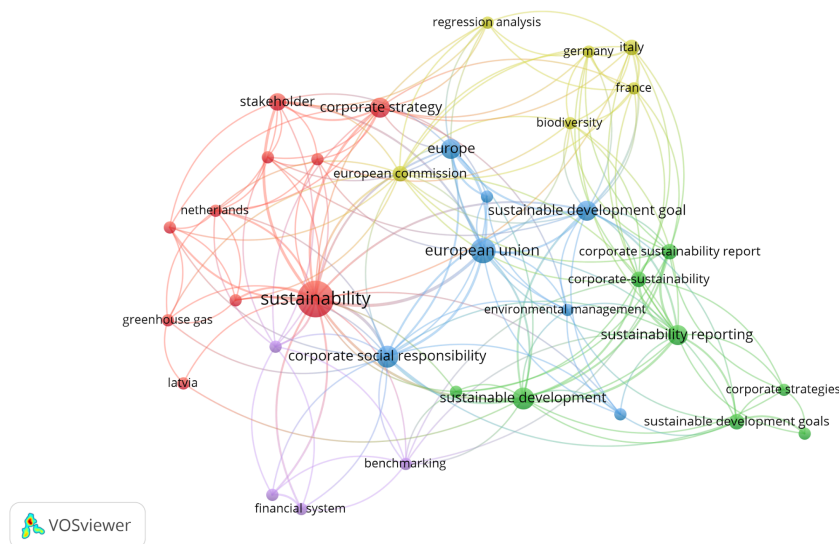 regression analysis
germany
italy
france
stakeholder
corporate strategy
biodiversity
europe
european commission
netherlands
sustainable development goal
european union
corporate sustainability report
corporate-sustainability
sustainability
environmental management
greenhouse gas
sustainability reporting
corporate social responsibility
latvia
corporate strategies
sustainable development
sustainable development goals
benchmarking
financial system
VOSviewer